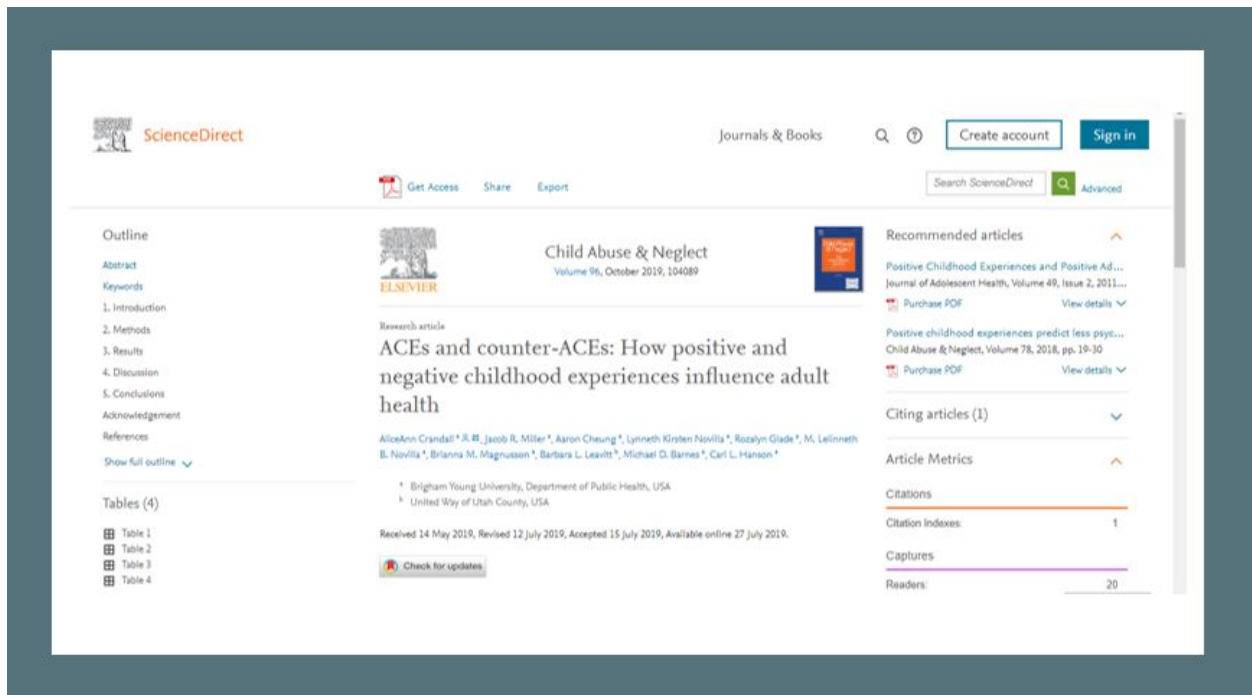 ScienceDirect
Journals & Books
Create account
Sign in
Get Access Share Export
Search ScienceDirect
Advanced
Outline
Abstract
Keywords
1. Introduction
2. Methods
3. Results
4. Discussion
5. Conclusions
Acknowledgement
References
Show full outline
Tables (4)
Table 1
Table 2
Table 3
Table 4
ELSEVIER
Child Abuse & Neglect
Volume 96, October 2019, 104089
Research article
ACEs and counter-ACEs: How positive and
negative childhood experiences influence adult
health
AliceAnn Crandall a, Jacob R. Miller a, Aaron Cheung a, Lynneth Kirsten Novilla a, Rozalyn Glade a, M. Lelinneth
B. Novilla a, Brianna M. Magnusson a, Barbara L. Leavitt b, Michael D. Barnes a, Carl L. Hanson a
a Brigham Young University, Department of Public Health, USA
b United Way of Utah County, USA
Received 14 May 2019, Revised 12 July 2019, Accepted 15 July 2019, Available online 27 July 2019.
Check for updates
Recommended articles
Positive Childhood Experiences and Positive Ad...
Journal of Adolescent Health, Volume 49, Issue 2, 2011...
Purchase PDF View details
Positive childhood experiences predict less psyc...
Child Abuse & Neglect, Volume 78, 2018, pp. 19-30
Purchase PDF View details
Citing articles (1)
Article Metrics
Citations
Citation Indexes: 1
Captures
Readers: 20